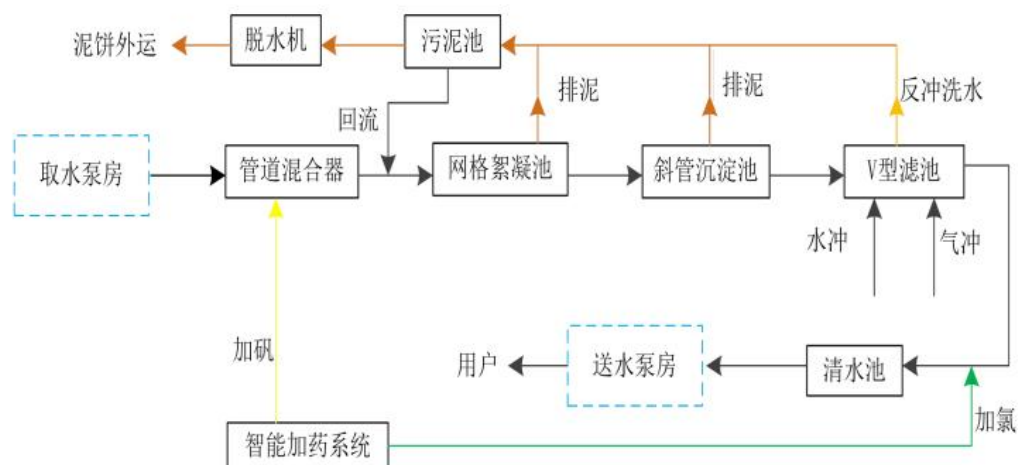 泥饼外运
脱水机
污泥池
排泥
排泥
反冲洗水
回流
取水泵房
管道混合器
网格絮凝池
斜管沉淀池
V型滤池
水冲
气冲
加矾
用户
送水泵房
清水池
加氯
智能加药系统